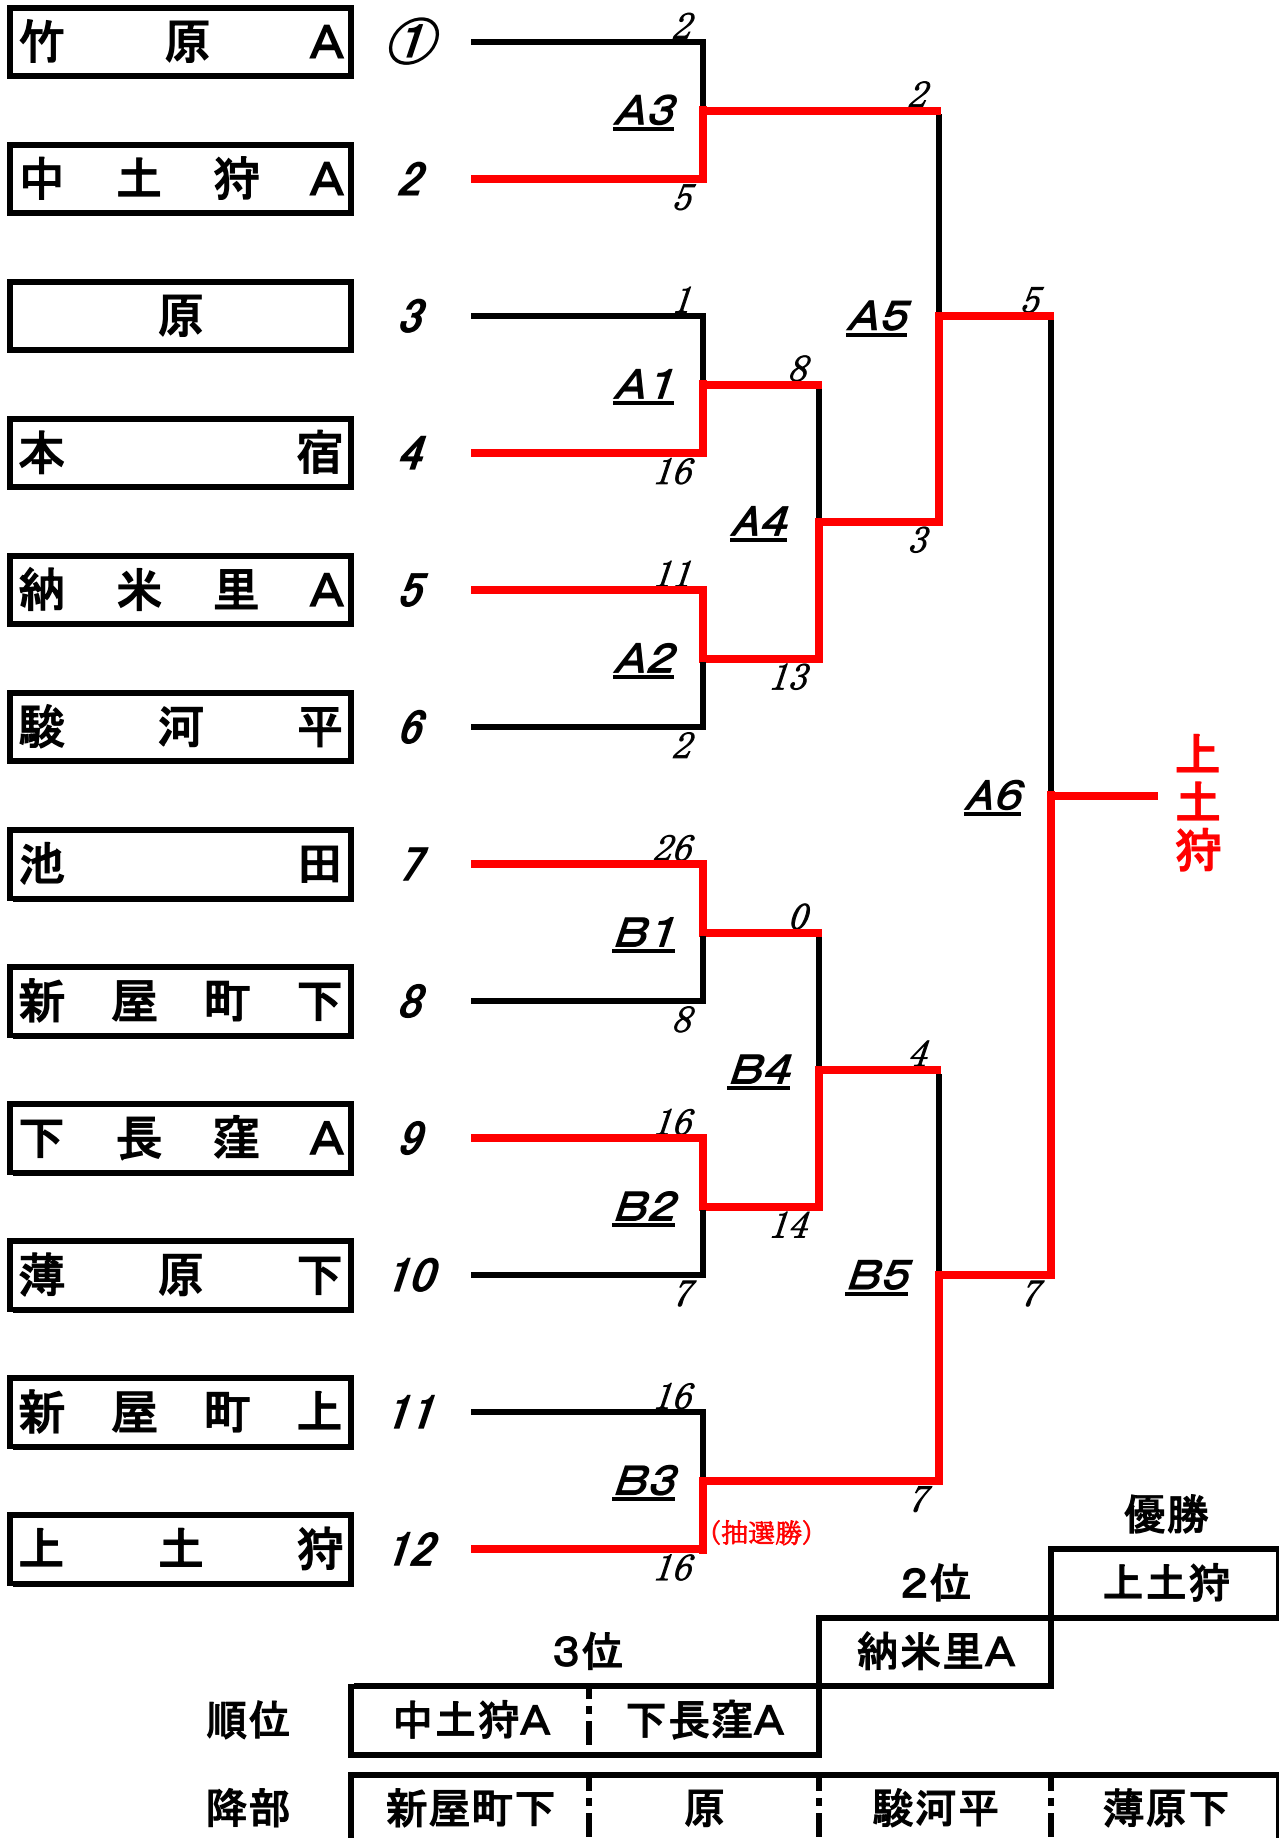 竹原A ① 2
A3 2
中土狩A 2 5
原 3 1
A5 5
A1 8
本宿 4 16
A4 3
納米里A 5 11
A2 13
駿河平 6 2
上土狩
A6
池田 7 26
B1 0
新屋町下 8 8
B4 4
下長窪A 9 16
B2 14
薄原下 10 7
B5 7
新屋町上 11 16
B3 7
(抽選勝)
上土狩 12 16
優勝
2位 上土狩
3位 納米里A
順位 中土狩A 下長窪A
降部 新屋町下 原 駿河平 薄原下